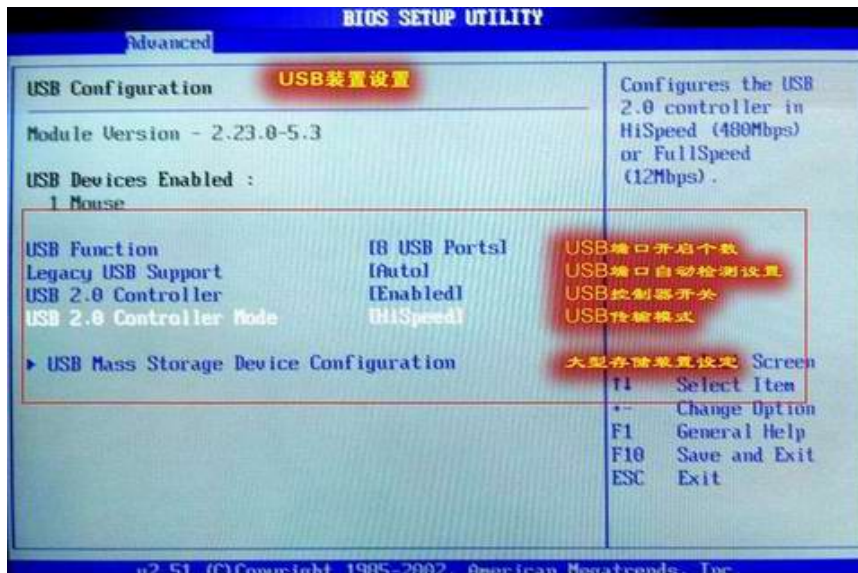 BIOS SETUP UTILITY
Advanced
USB Configuration
USB装置设置
Module Version - 2.23.0-5.3
USB Devices Enabled :
1 Mouse
USB Function [8 USB Ports] USB端口开启个数
Legacy USB Support [Auto] USB端口自动检测设置
USB 2.0 Controller [Enabled] USB控制器开关
USB 2.0 Controller Mode [HiSpeed] USB传输模式
▶ USB Mass Storage Device Configuration 大型存储装置设定
Configures the USB
2.0 controller in
HiSpeed (480Mbps)
or FullSpeed
(12Mbps).
Screen
↑↓ Select Item
+- Change Option
F1 General Help
F10 Save and Exit
ESC Exit
v2.51 (C)Copyright 1985-2002, American Megatrends, Inc.